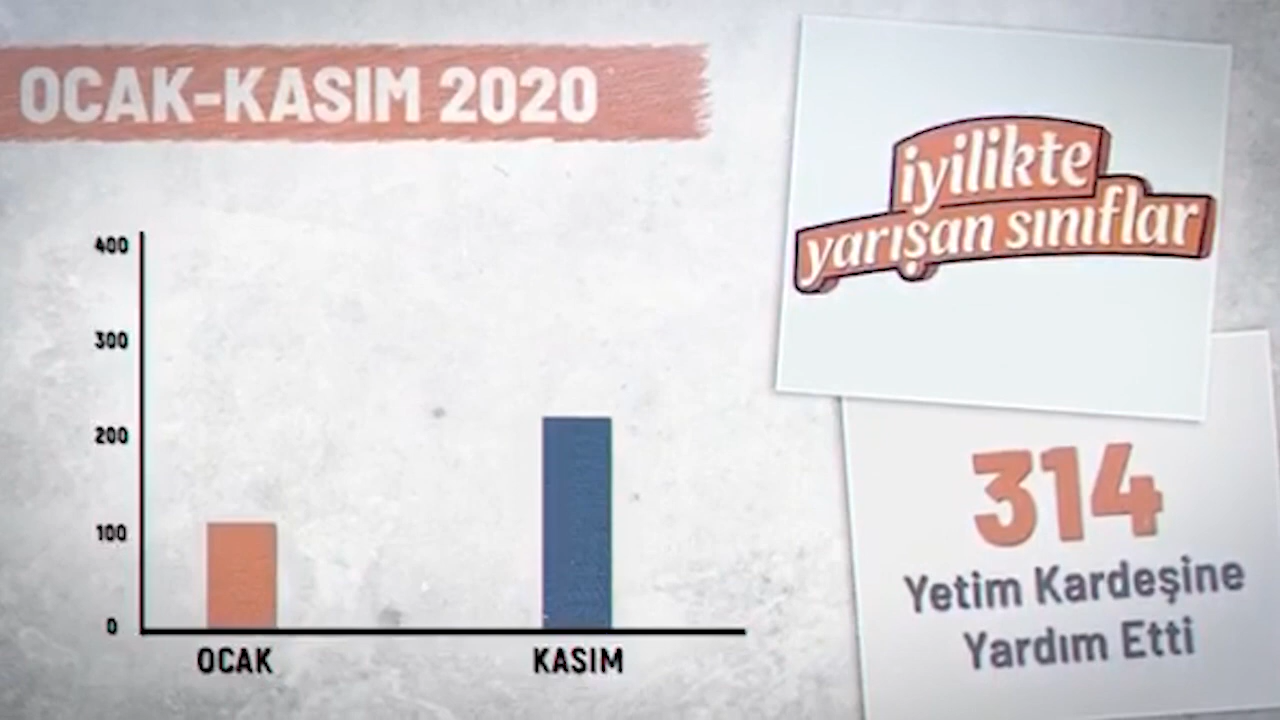 OCAK-KASIM 2020
400
300
200
100
0
OCAK
KASIM
iyilikte
yarışan sınıflar
314
Yetim Kardeşine
Yardım Etti